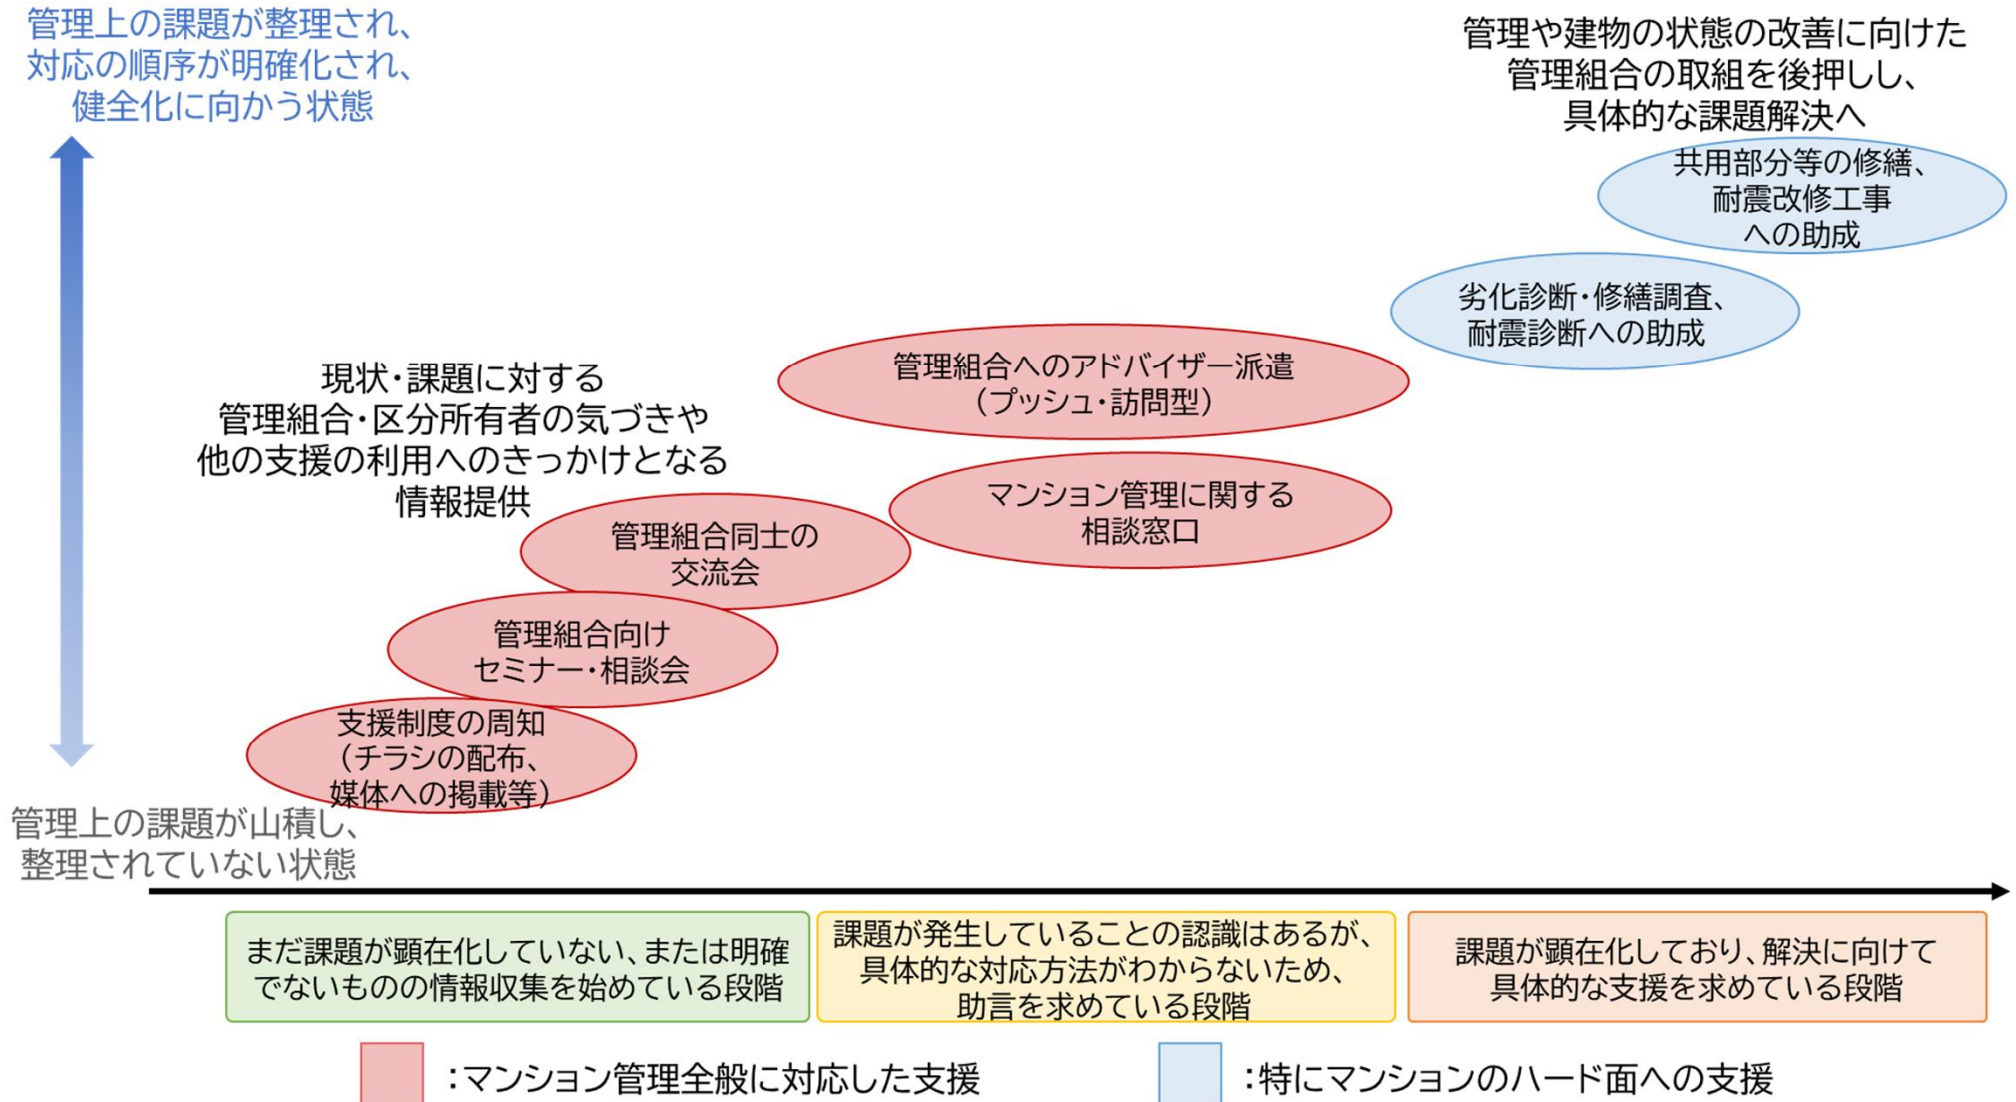 管理上の課題が整理され、
対応の順序が明確化され、
健全化に向かう状態
管理や建物の状態の改善に向けた
管理組合の取組を後押しし、
具体的な課題解決へ
共用部分等の修繕、
耐震改修工事
への助成
劣化診断・修繕調査、
耐震診断への助成
管理組合へのアドバイザー派遣
（プッシュ・訪問型）
現状・課題に対する
管理組合・区分所有者の気づきや
他の支援の利用へのきっかけとなる
情報提供
マンション管理に関する
相談窓口
管理組合同士の
交流会
管理組合向け
セミナー・相談会
支援制度の周知
（チラシの配布、
媒体への掲載等）
管理上の課題が山積し、
整理されていない状態
まだ課題が顕在化していない、または明確
でないものの情報収集を始めている段階
課題が発生していることの認識はあるが、
具体的な対応方法がわからないため、
助言を求めている段階
課題が顕在化しており、解決に向けて
具体的な支援を求めている段階
：マンション管理全般に対応した支援
：特にマンションのハード面への支援